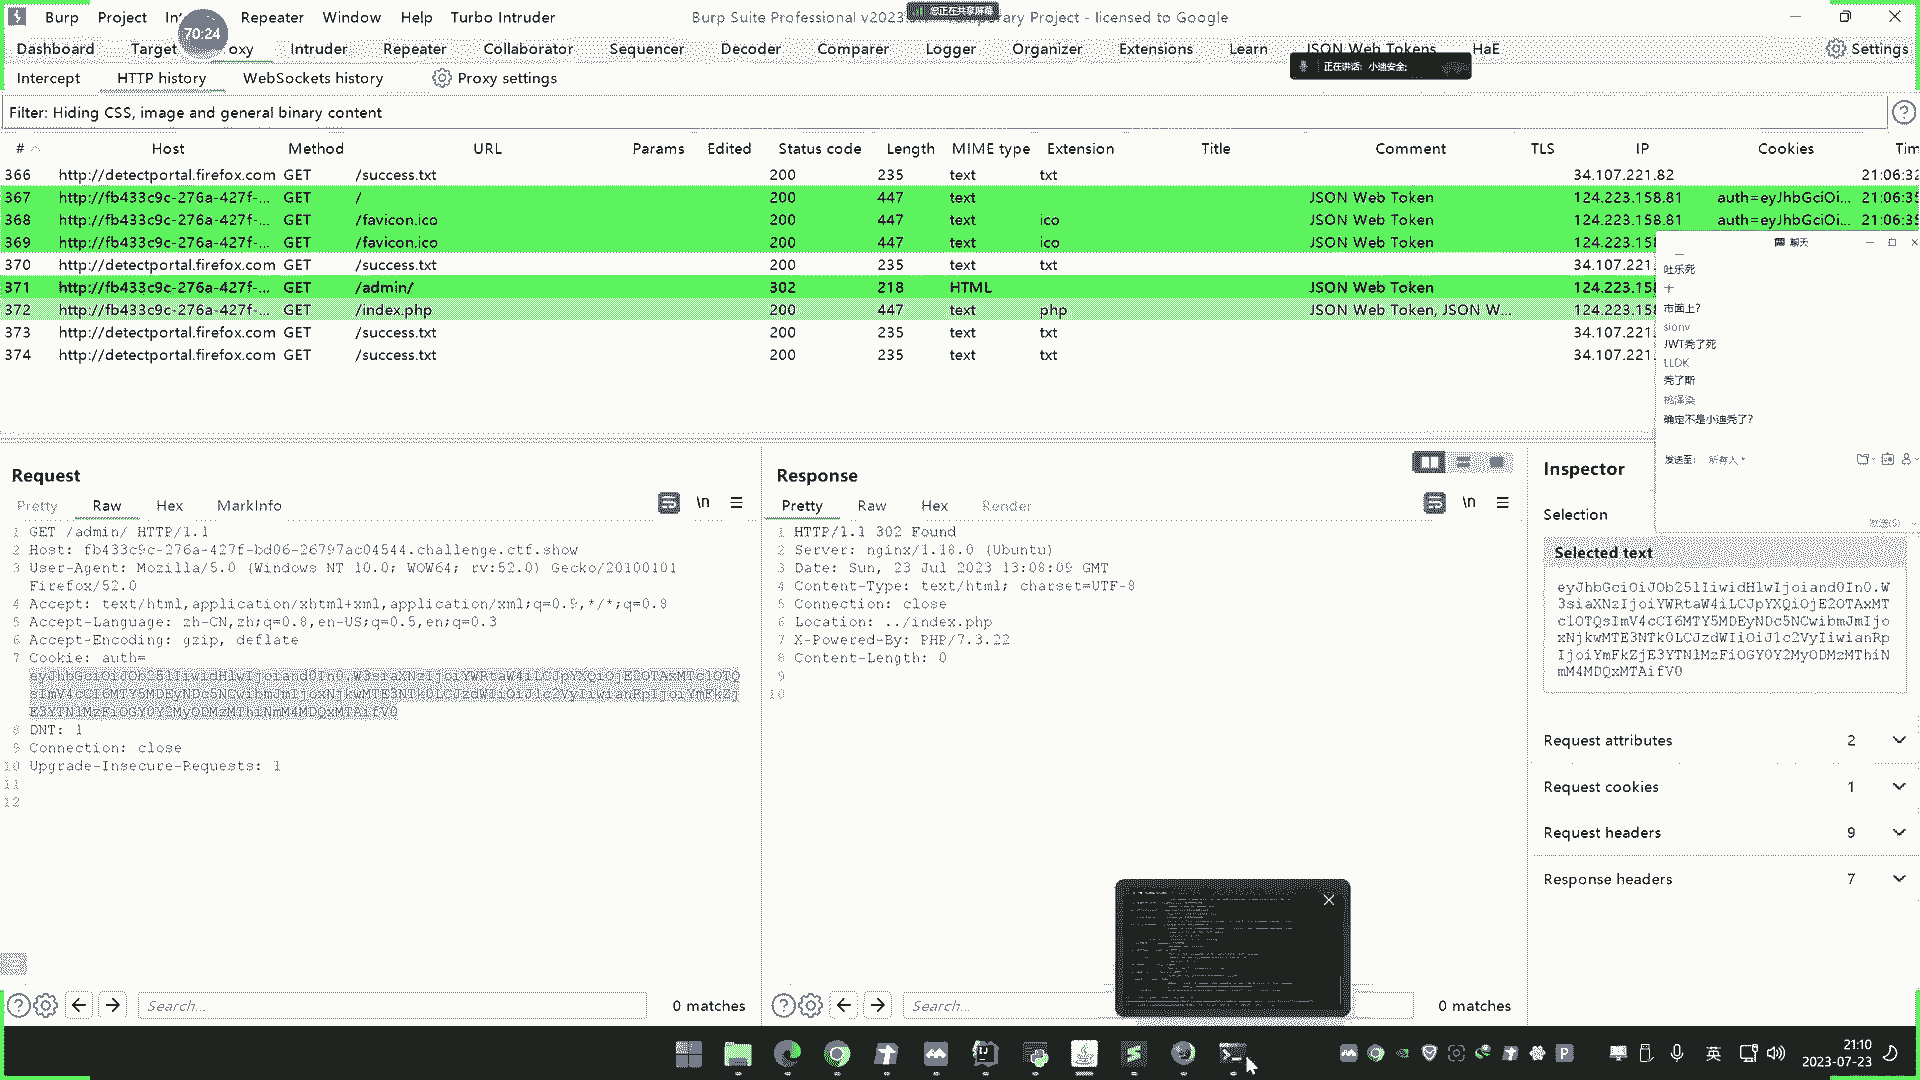 Burp Project Int Repeater Window Help Turbo Intruder
Burp Suite Professional v2023. Temporary Project - licensed to Google
70:24
您正在共享屏幕
Dashboard Target oxy Intruder Repeater Collaborator Sequencer Decoder Comparer Logger Organizer Extensions Learn JSON Web Tokens HaE Settings
正在讲话: 小迪安全;
Intercept HTTP history WebSockets history Proxy settings
Filter: Hiding CSS, image and general binary content
# Host Method URL Params Edited Status code Length MIME type Extension Title Comment TLS IP Cookies Tim
366 http://detectportal.firefox.com GET /success.txt 200 235 text txt 34.107.221.82 21:06:32
367 http://fb433c9c-276a-427f-... GET / 200 447 text JSON Web Token 124.223.158.81 auth=eyJhbGciOi... 21:06:35
368 http://fb433c9c-276a-427f-... GET /favicon.ico 200 447 text ico JSON Web Token 124.223.158.81 auth=eyJhbGciOi... 21:06:35
369 http://fb433c9c-276a-427f-... GET /favicon.ico 200 447 text ico JSON Web Token 124.223.158
370 http://detectportal.firefox.com GET /success.txt 200 235 text txt 34.107.221.
371 http://fb433c9c-276a-427f-... GET /admin/ 302 218 HTML JSON Web Token 124.223.158
372 http://fb433c9c-276a-427f-... GET /index.php 200 447 text php JSON Web Token, JSON W... 124.223.158
373 http://detectportal.firefox.com GET /success.txt 200 235 text txt 34.107.221.
374 http://detectportal.firefox.com GET /success.txt 200 235 text txt 34.107.221.
聊天
吐乐死
十
市面上?
sionv
JWT秃了死
LLDK
秃了斯
确定不是小迪秃了?
发送至: 所有人
发送(S)
Request
Pretty Raw Hex MarkInfo
\n
1 GET /admin/ HTTP/1.1
2 Host: fb433c9c-276a-427f-bd06-26797ac04544.challenge.ctf.show
3 User-Agent: Mozilla/5.0 (Windows NT 10.0; WOW64; rv:52.0) Gecko/20100101
Firefox/52.0
4 Accept: text/html,application/xhtml+xml,application/xml;q=0.9,*/*;q=0.8
5 Accept-Language: zh-CN,zh;q=0.8,en-US;q=0.5,en;q=0.3
6 Accept-Encoding: gzip, deflate
7 Cookie: auth=
eyJhbGciOiJOb25lIiwidHlwIjoiand0In0.W3siaXNzIjoiYWRtaW4iLCJpYXQiOjE2OTAxMTc1OTQ
sImV4cCI6MTY5MDEyNDc5NCwibmJmIjoxNjkwMTE3NTk0LCJzdWIiOiJ1c2VyIiwianRpIjoiYmFkZj
E3YTNlMzFiOGY0Y2MyODMzMThiNmM4MDQxMTAifV0
8 DNT: 1
9 Connection: close
10 Upgrade-Insecure-Requests: 1
11
12
Search... 0 matches
Response
Pretty Raw Hex Render
\n
1 HTTP/1.1 302 Found
2 Server: nginx/1.18.0 (Ubuntu)
3 Date: Sun, 23 Jul 2023 13:08:09 GMT
4 Content-Type: text/html; charset=UTF-8
5 Connection: close
6 Location: ../index.php
7 X-Powered-By: PHP/7.3.22
8 Content-Length: 0
9
10
Search... 0 matches
Inspector
Selection
Selected text
eyJhbGciOiJOb25lIiwidHlwIjoiand0In0.W
3siaXNzIjoiYWRtaW4iLCJpYXQiOjE2OTAxMT
c1OTQsImV4cCI6MTY5MDEyNDc5NCwibmJmIjo
xNjkwMTE3NTk0LCJzdWIiOiJ1c2VyIiwianRp
IjoiYmFkZjE3YTNlMzFiOGY0Y2MyODMzMThiN
mM4MDQxMTAifV0
Request attributes 2
Request cookies 1
Request headers 9
Response headers 7
英
21:10
2023-07-23